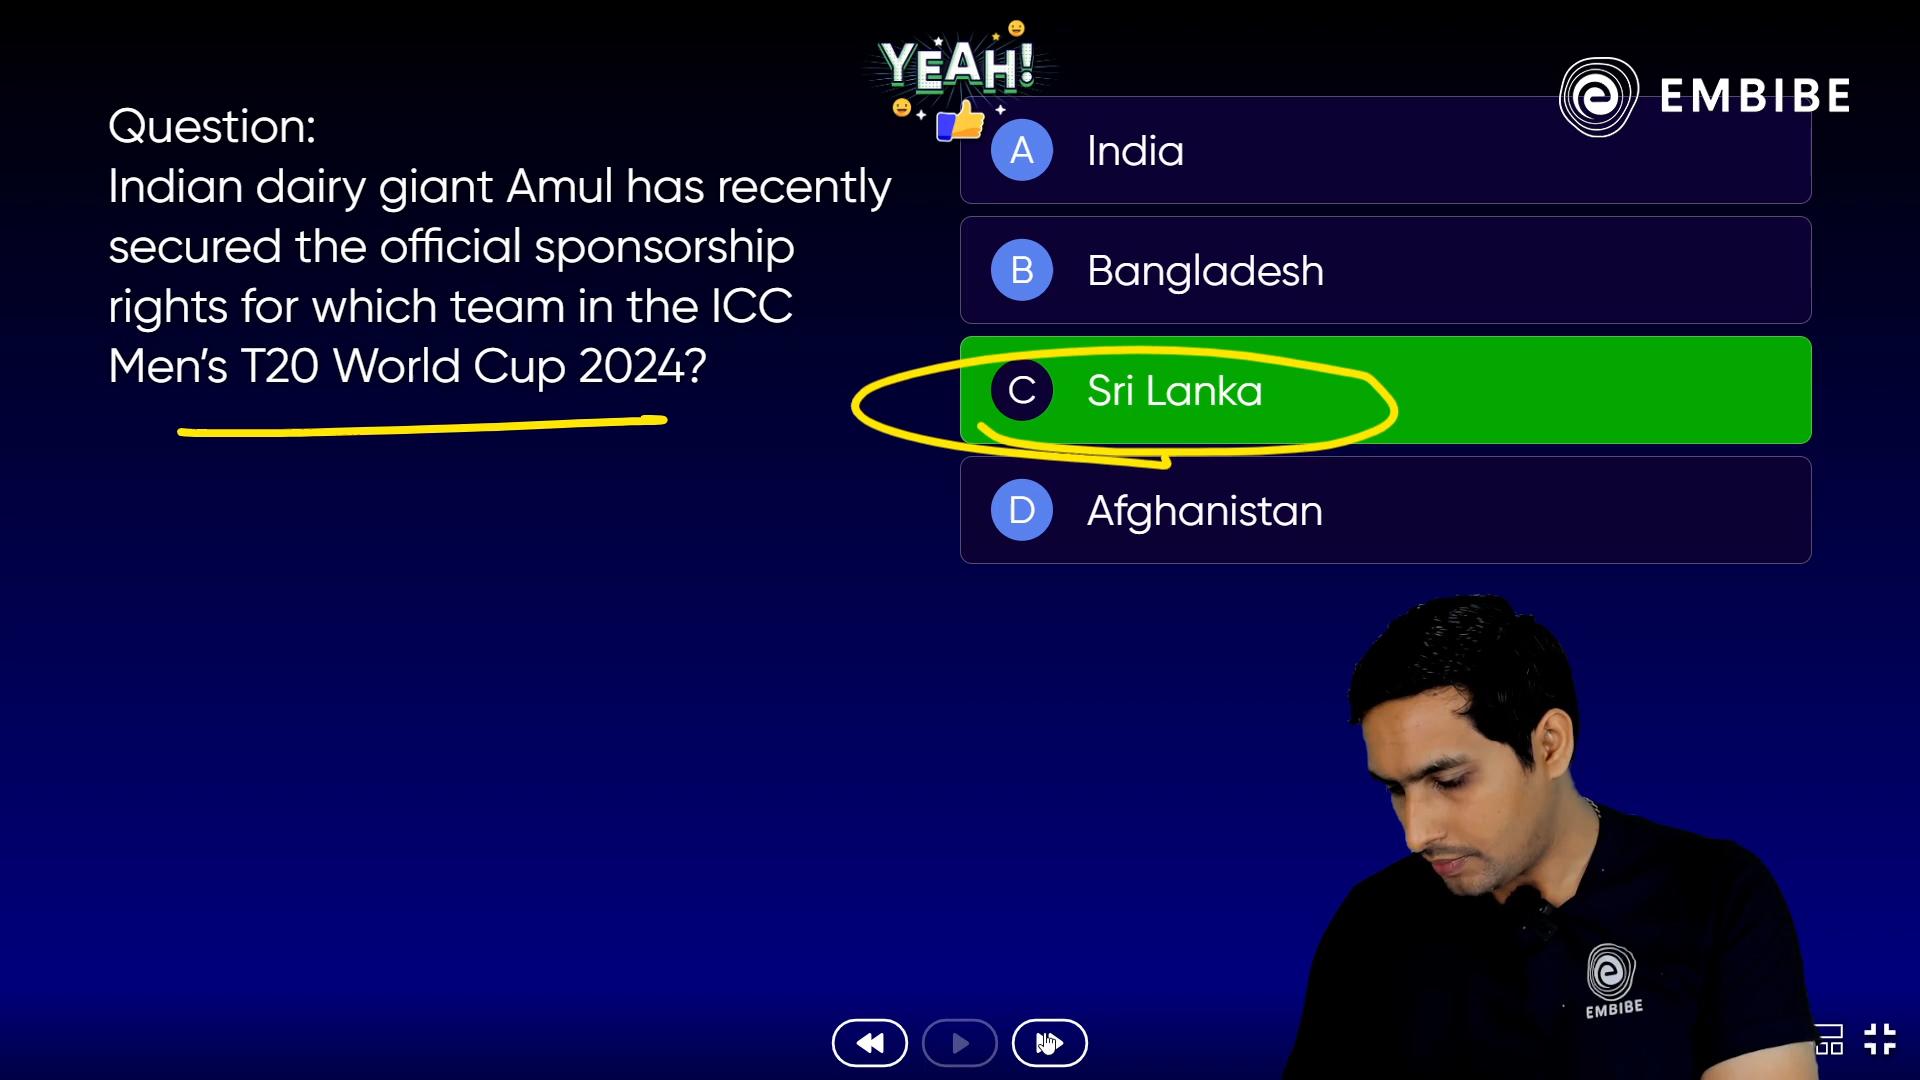 YEAH!
EMBIBE
Question:
Indian dairy giant Amul has recently
secured the official sponsorship
rights for which team in the ICC
Men's T20 World Cup 2024?
A India
B Bangladesh
C Sri Lanka
D Afghanistan
EMBIBE